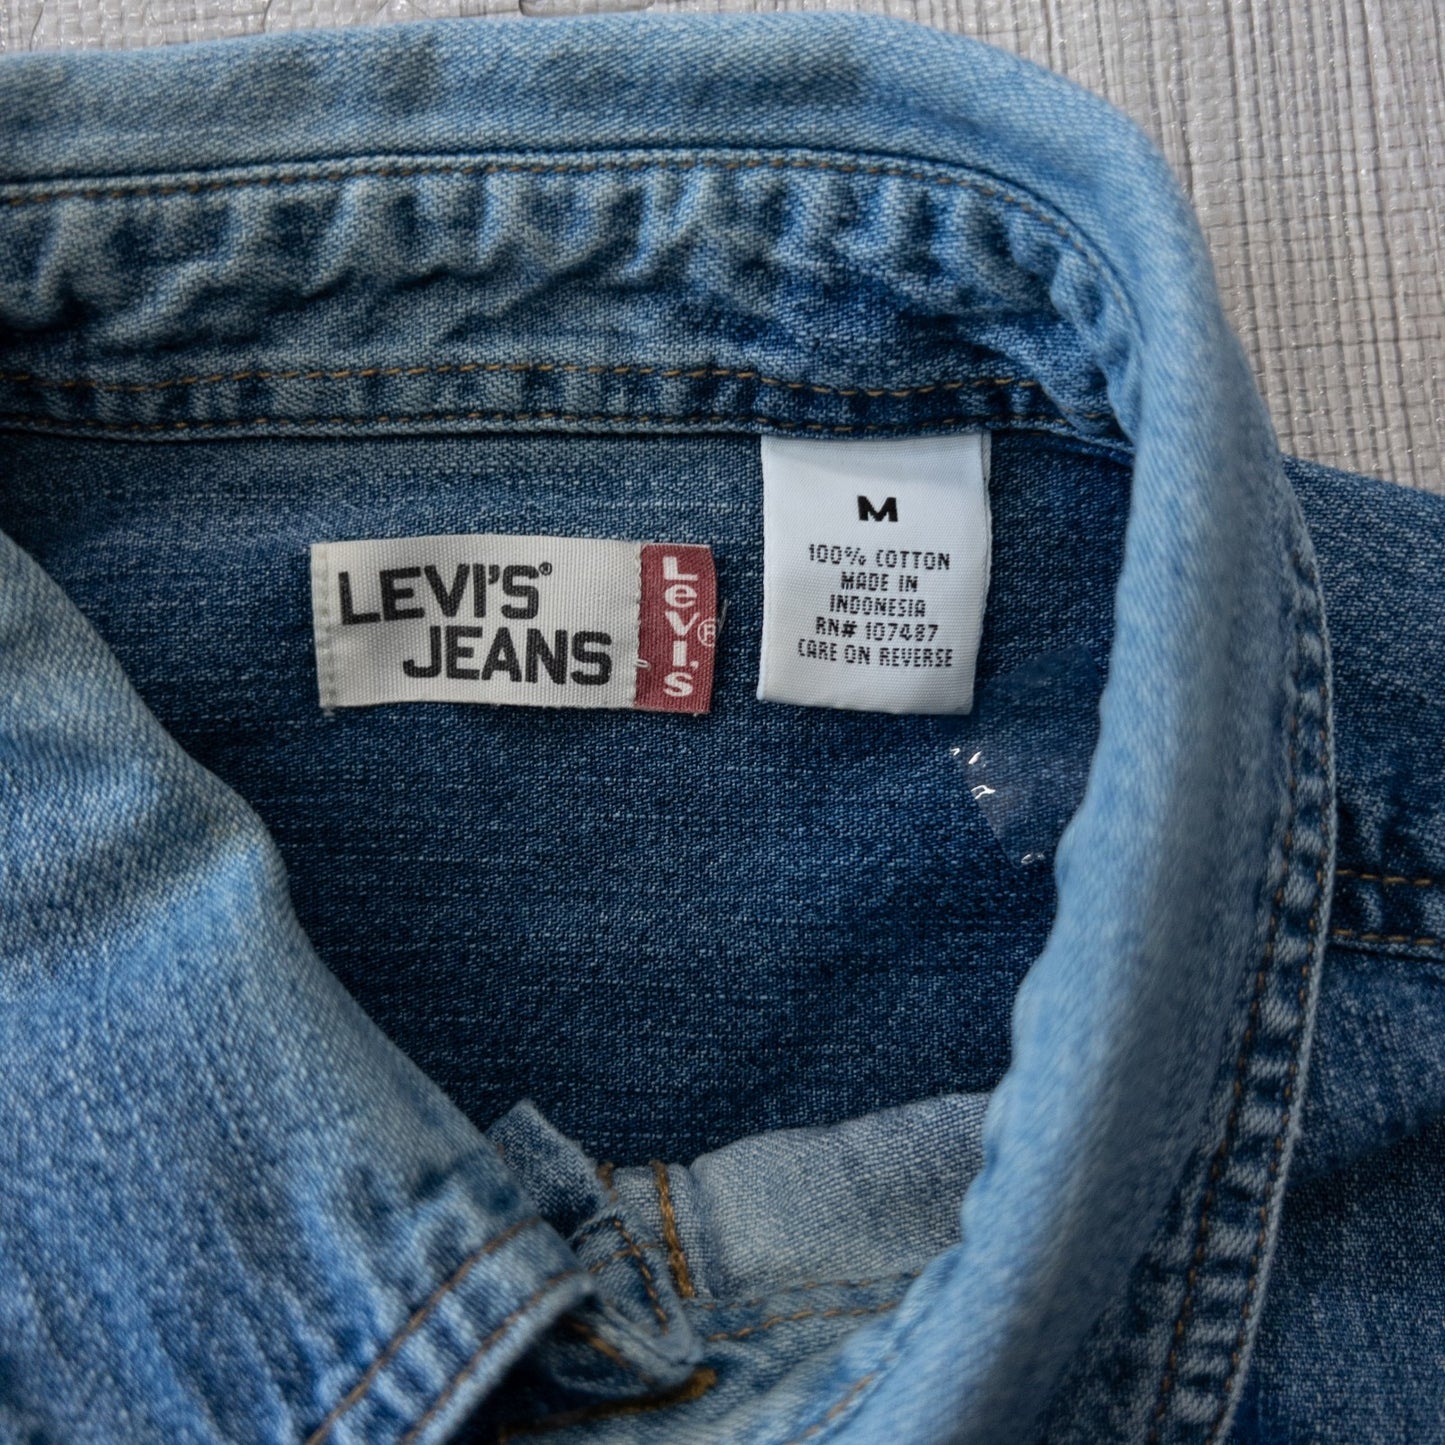 LEVI'S®
JEANS
LEVI'S
®
M
100% COTTON
MADE IN
INDONESIA
RN# 107487
CARE ON REVERSE